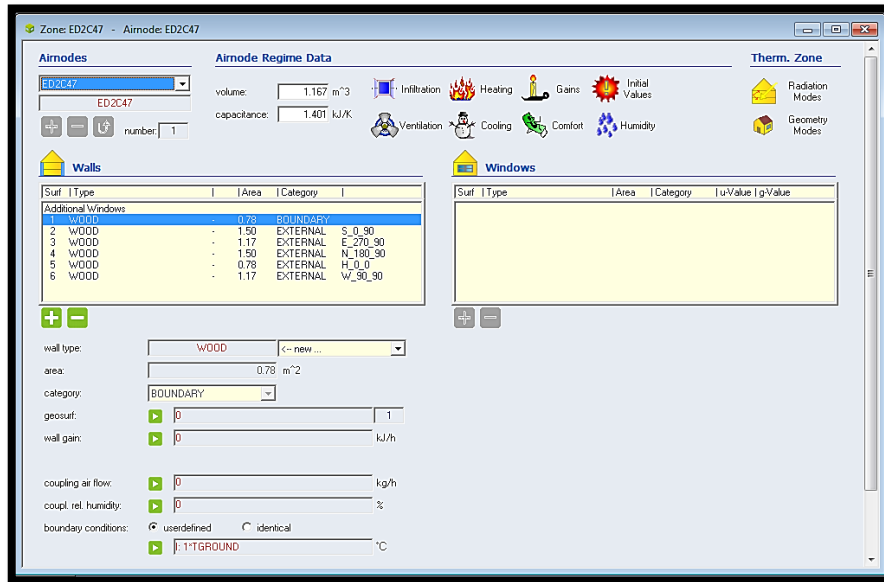 Zone: ED2C47 - Airnode: ED2C47
Airnodes
Airnode Regime Data
Therm. Zone
ED2C47
ED2C47
number: 1
volume: 1.167 m^3
capacitance: 1.401 kJ/K
Infiltration Heating Gains Initial Values
Ventilation Cooling Comfort Humidity
Radiation Modes
Geometry Modes
Walls
Surf | Type | | Area | Category |
Additional Windows
1 WOOD - 0.78 BOUNDARY
2 WOOD - 1.50 EXTERNAL S_0_90
3 WOOD - 1.17 EXTERNAL E_270_90
4 WOOD - 1.50 EXTERNAL N_180_90
5 WOOD - 0.78 EXTERNAL H_0_0
6 WOOD - 1.17 EXTERNAL W_90_90
Windows
Surf | Type | Area | Category | u-Value | g-Value
wall type: WOOD <-- new ...
area: 0.78 m^2
category: BOUNDARY
geosurf: 0 1
wall gain: 0 kJ/h
coupling air flow: 0 kg/h
coupl. rel. humidity: 0 %
boundary conditions: userdefined identical
I: 1*TGROUND °C